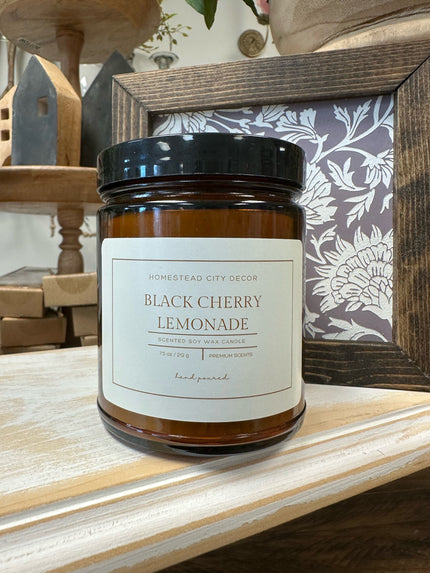 HOMESTEAD CITY DECOR
BLACK CHERRY
LEMONADE
SCENTED SOY WAX CANDLE
7.5 oz / 213 g PREMIUM SCENTS
hand poured